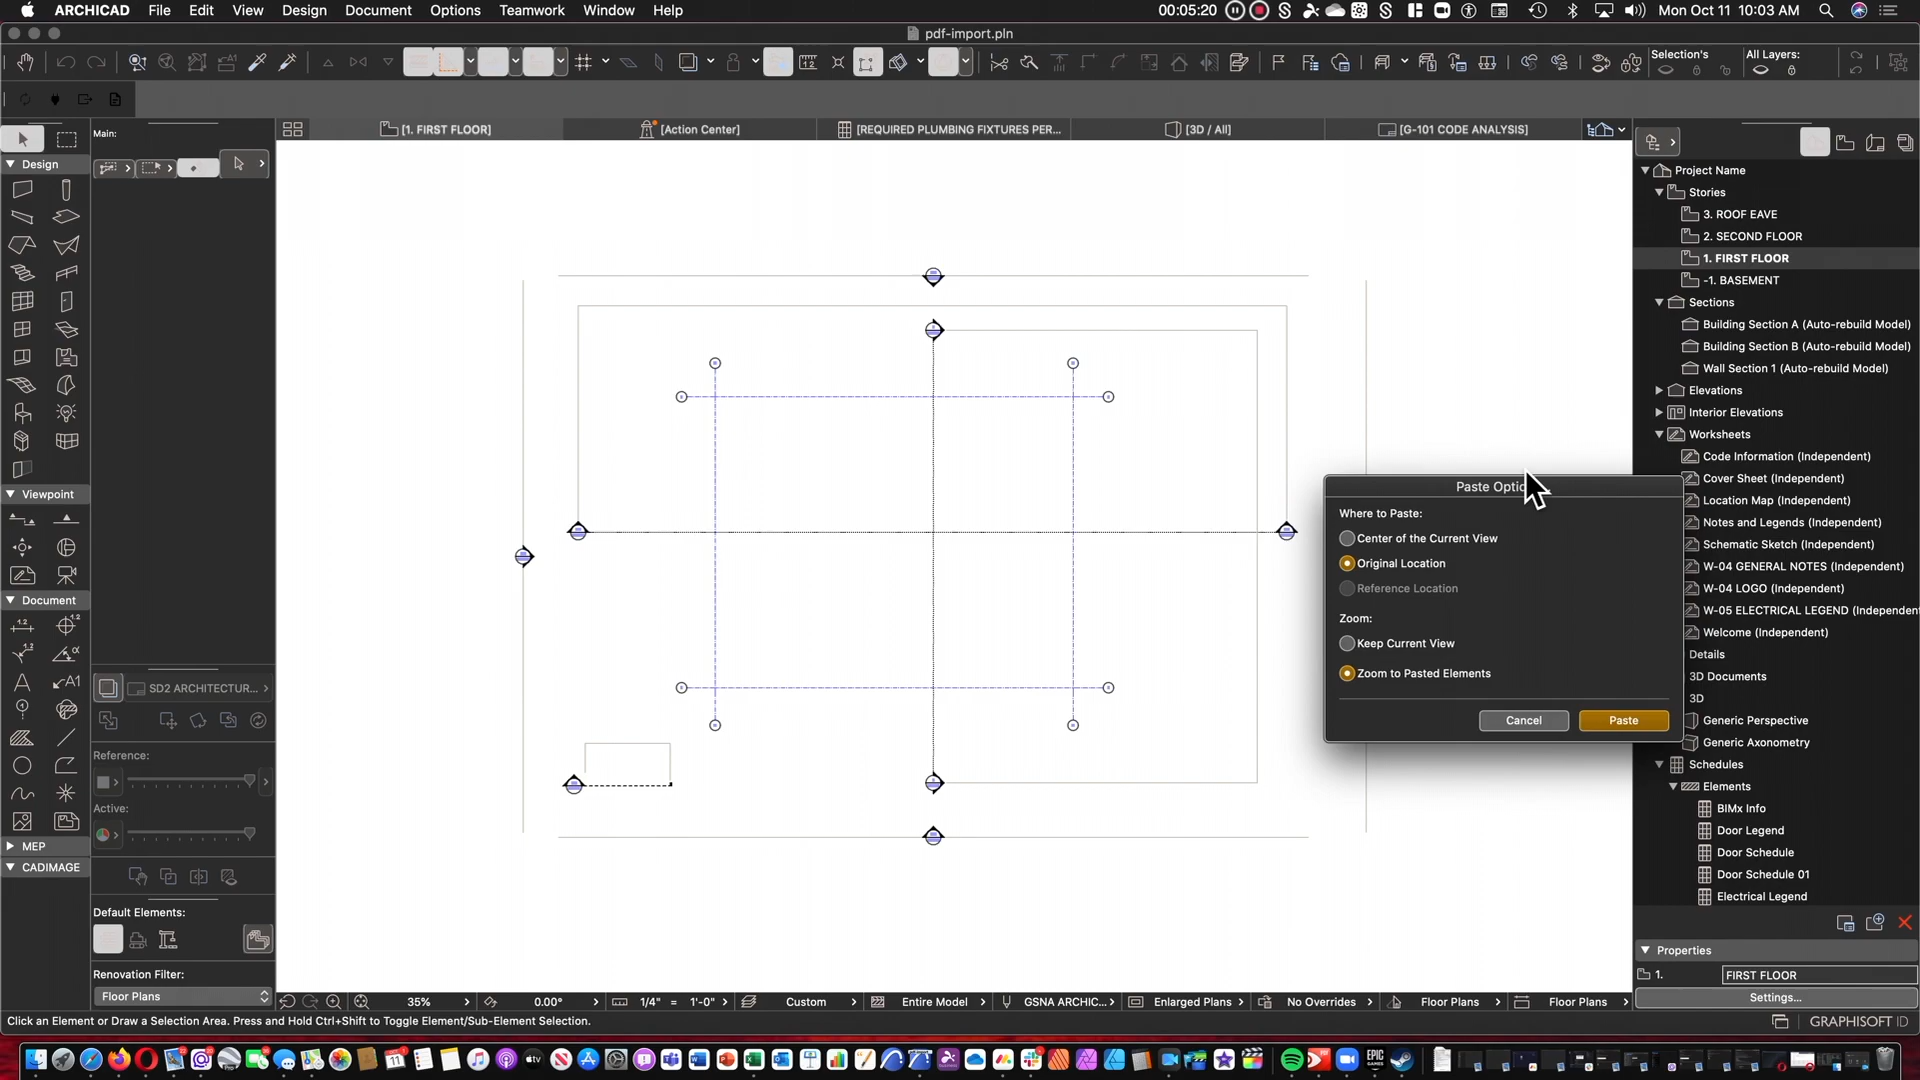 ARCHICAD File Edit View Design Document Options Teamwork Window Help
00:05:20
Mon Oct 11 10:03 AM
pdf-import.pln
Selection's
All Layers:
[1. FIRST FLOOR]
[Action Center]
[REQUIRED PLUMBING FIXTURES PER...
[3D / All]
[G-101 CODE ANALYSIS]
Main:
Design
Viewpoint
Document
MEP
CADIMAGE
SD2 ARCHITECTUR...
Reference:
Active:
Default Elements:
Renovation Filter:
Floor Plans
Paste Optio
Where to Paste:
Center of the Current View
Original Location
Reference Location
Zoom:
Keep Current View
Zoom to Pasted Elements
Cancel
Paste
Project Name
Stories
3. ROOF EAVE
2. SECOND FLOOR
1. FIRST FLOOR
-1. BASEMENT
Sections
Building Section A (Auto-rebuild Model)
Building Section B (Auto-rebuild Model)
Wall Section 1 (Auto-rebuild Model)
Elevations
Interior Elevations
Worksheets
Code Information (Independent)
Cover Sheet (Independent)
Location Map (Independent)
Notes and Legends (Independent)
Schematic Sketch (Independent)
W-04 GENERAL NOTES (Independent)
W-04 LOGO (Independent)
W-05 ELECTRICAL LEGEND (Independent
Welcome (Independent)
Details
3D Documents
3D
Generic Perspective
Generic Axonometry
Schedules
Elements
BIMx Info
Door Legend
Door Schedule
Door Schedule 01
Electrical Legend
Properties
1.
FIRST FLOOR
Settings...
35%
0.00°
1/4" = 1'-0"
Custom
Entire Model
GSNA ARCHIC...
Enlarged Plans
No Overrides
Floor Plans
Floor Plans
Click an Element or Draw a Selection Area. Press and Hold Ctrl+Shift to Toggle Element/Sub-Element Selection.
GRAPHISOFT ID